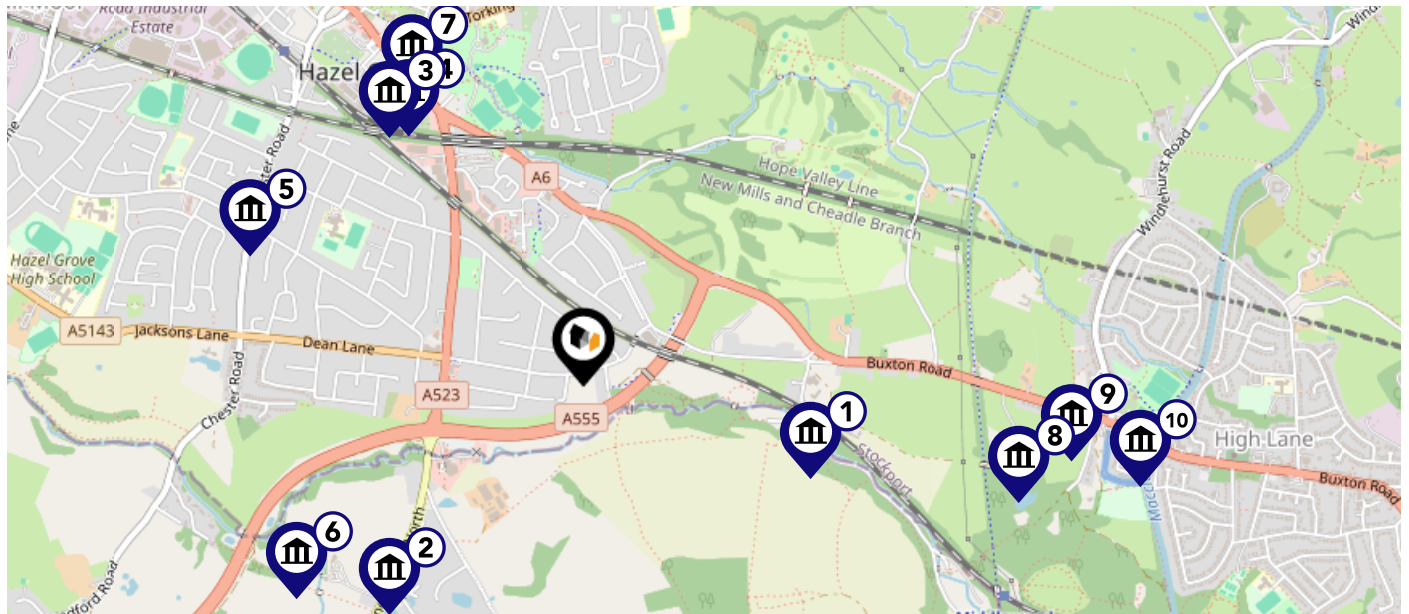 Road Industrial
Estate
Torking
7
Hazel
3
4
Hope Valley Line
New Mills and Cheadle Branch
A6
Windlehurst Road
5
Hazel Grove
High School
A5143
Jacksons Lane
Dean Lane
Chester Road
A523
A555
Buxton Road
1
9
8
10
Stockport
High Lane
Buxton Road
6
2